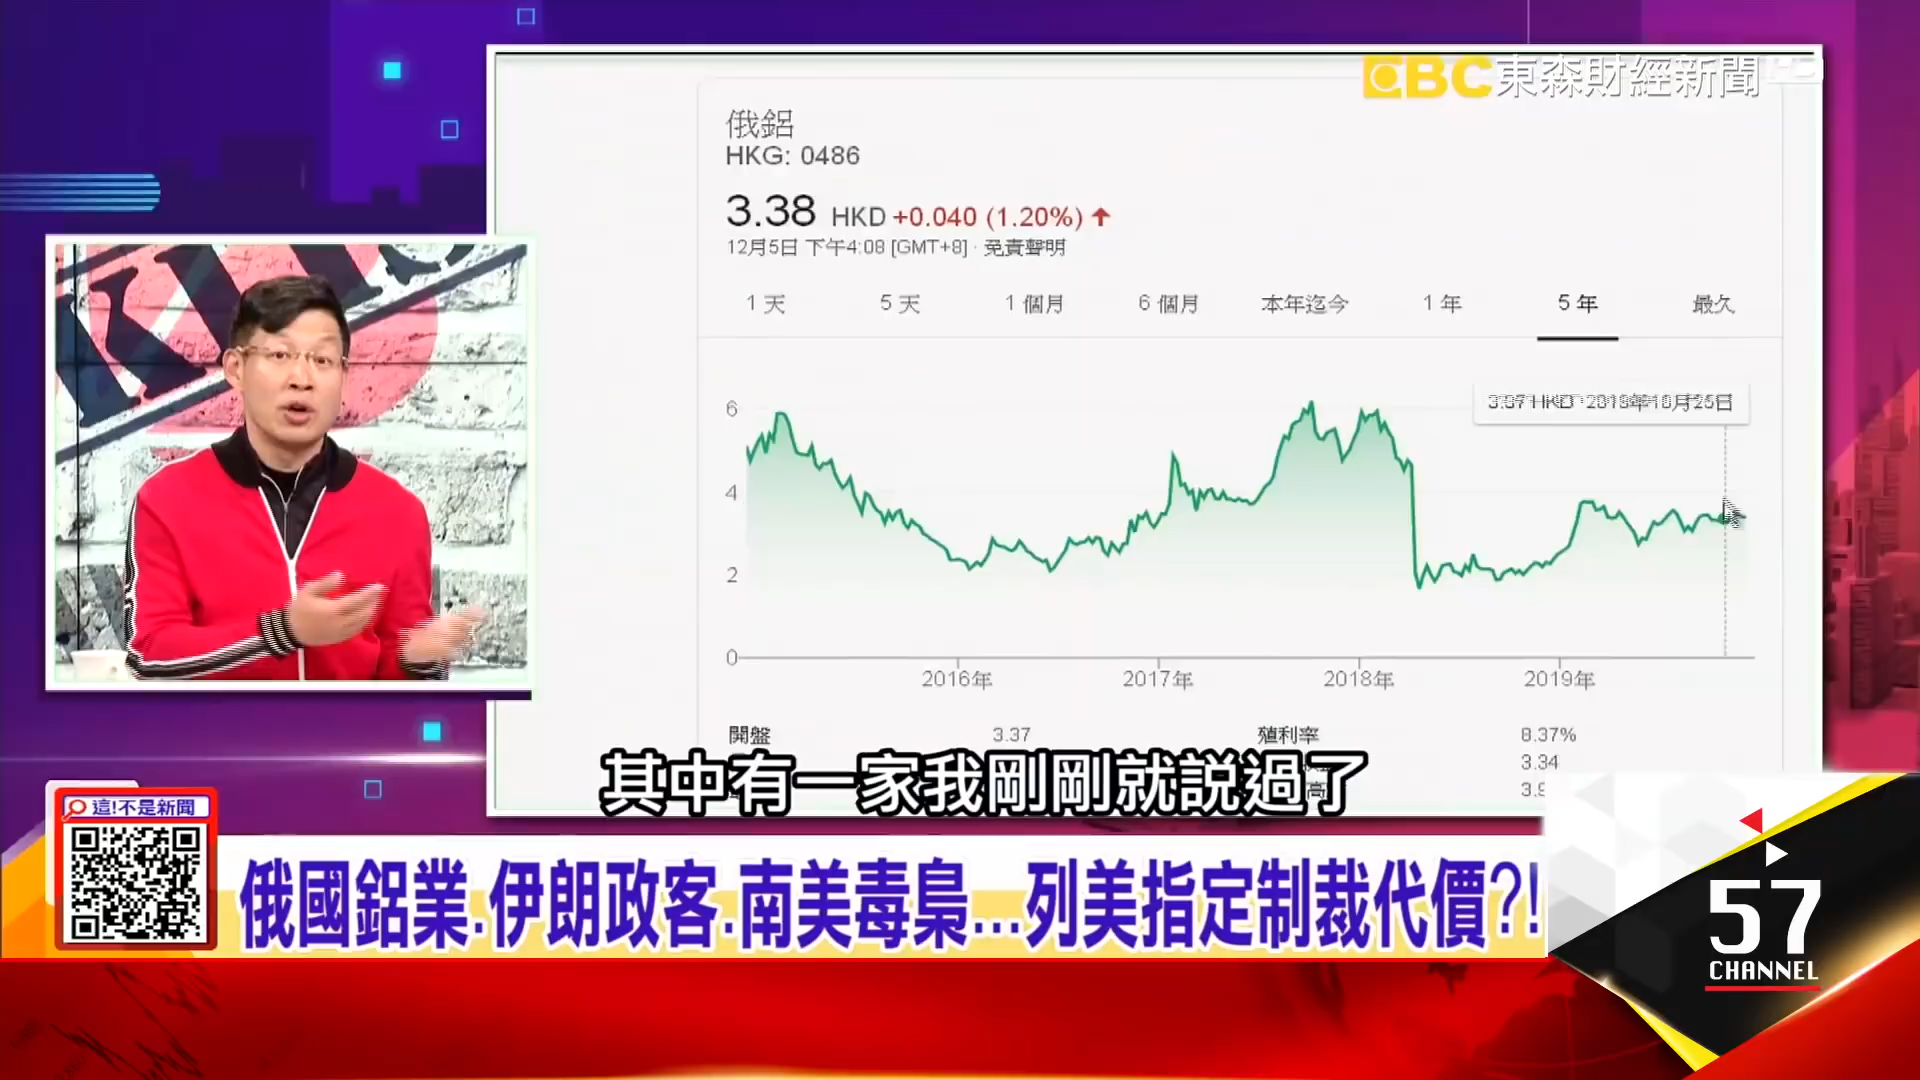 EBC東森財經新聞
俄鋁
HKG: 0486
3.38 HKD +0.040 (1.20%)
12月5日 下午4:08 [GMT+8] · 免責聲明
1 天 5 天 1 個月 6 個月 本年迄今 1 年 5 年 最久
6
4
2
0
2016年 2017年 2018年 2019年
開盤 3.37 殖利率 8.37%
3.34
其中有一家我剛剛就說過了
這!不是新聞
俄國鋁業.伊朗政客.南美毒梟...列美指定制裁代價?!
57
CHANNEL